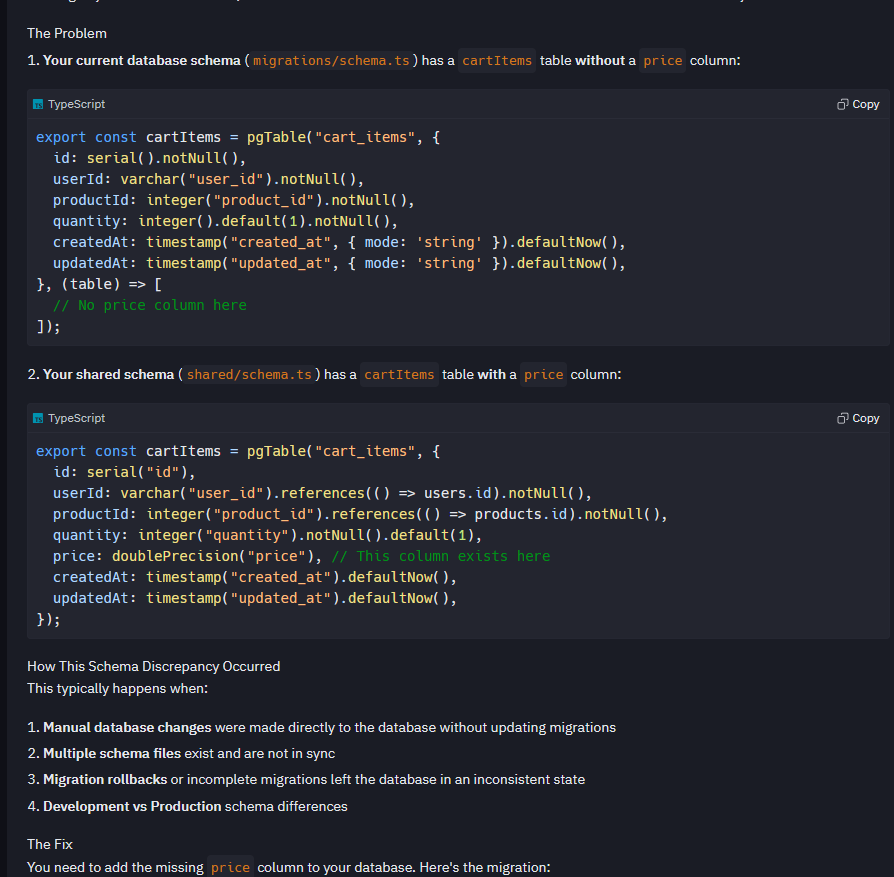 The Problem
1. Your current database schema ( migrations/schema.ts ) has a cartItems table without a price column:
TypeScript
Copy
export const cartItems = pgTable("cart_items", {
  id: serial().notNull(),
  userId: varchar("user_id").notNull(),
  productId: integer("product_id").notNull(),
  quantity: integer().default(1).notNull(),
  createdAt: timestamp("created_at", { mode: 'string' }).defaultNow(),
  updatedAt: timestamp("updated_at", { mode: 'string' }).defaultNow(),
}, (table) => [
  // No price column here
]);
2. Your shared schema ( shared/schema.ts ) has a cartItems table with a price column:
TypeScript
Copy
export const cartItems = pgTable("cart_items", {
  id: serial("id"),
  userId: varchar("user_id").references(() => users.id).notNull(),
  productId: integer("product_id").references(() => products.id).notNull(),
  quantity: integer("quantity").notNull().default(1),
  price: doublePrecision("price"), // This column exists here
  createdAt: timestamp("created_at").defaultNow(),
  updatedAt: timestamp("updated_at").defaultNow(),
});
How This Schema Discrepancy Occurred
This typically happens when:
1. Manual database changes were made directly to the database without updating migrations
2. Multiple schema files exist and are not in sync
3. Migration rollbacks or incomplete migrations left the database in an inconsistent state
4. Development vs Production schema differences
The Fix
You need to add the missing price column to your database. Here's the migration: